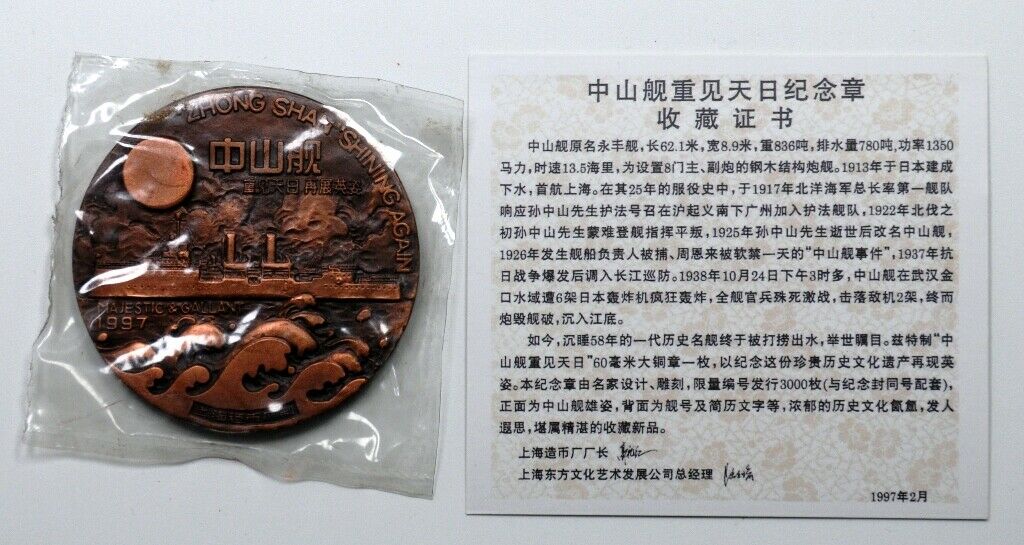 ZHONG SHAN SHINING AGAIN
中山舰
重见天日 再展英姿
MAJESTIC & GALLANT
1997
中山舰重见天日纪念章
收藏证书
中山舰原名永丰舰,长62.1米,宽8.9米,重836吨,排水量780吨,功率1350
马力,时速13.5海里,为设置8门主、副炮的钢木结构炮舰。1913年于日本建成
下水,首航上海。在其25年的服役史中,于1917年北洋海军总长率第一舰队
响应孙中山先生护法号召在沪起义南下广州加入护法舰队,1922年北伐之
初孙中山先生蒙难登舰指挥平叛,1925年孙中山先生逝世后改名中山舰,
1926年发生舰船负责人被捕、周恩来被软禁一天的“中山舰事件”,1937年抗
日战争爆发后调入长江巡防。1938年10月24日下午3时多,中山舰在武汉金
口水域遭6架日本轰炸机疯狂轰炸,全舰官兵殊死激战,击落敌机2架,终而
炮毁舰破,沉入江底。
如今,沉睡58年的一代历史名舰终于被打捞出水,举世瞩目。兹特制“中
山舰重见天日”60毫米大铜章一枚,以纪念这份珍贵历史文化遗产再现英
姿。本纪念章由名家设计、雕刻,限量编号发行3000枚(与纪念封同号配套),
正面为中山舰雄姿,背面为舰号及简历文字等,浓郁的历史文化氤氲,发人
遐思,堪属精湛的收藏新品。
上海造币厂厂长
上海东方文化艺术发展公司总经理
1997年2月